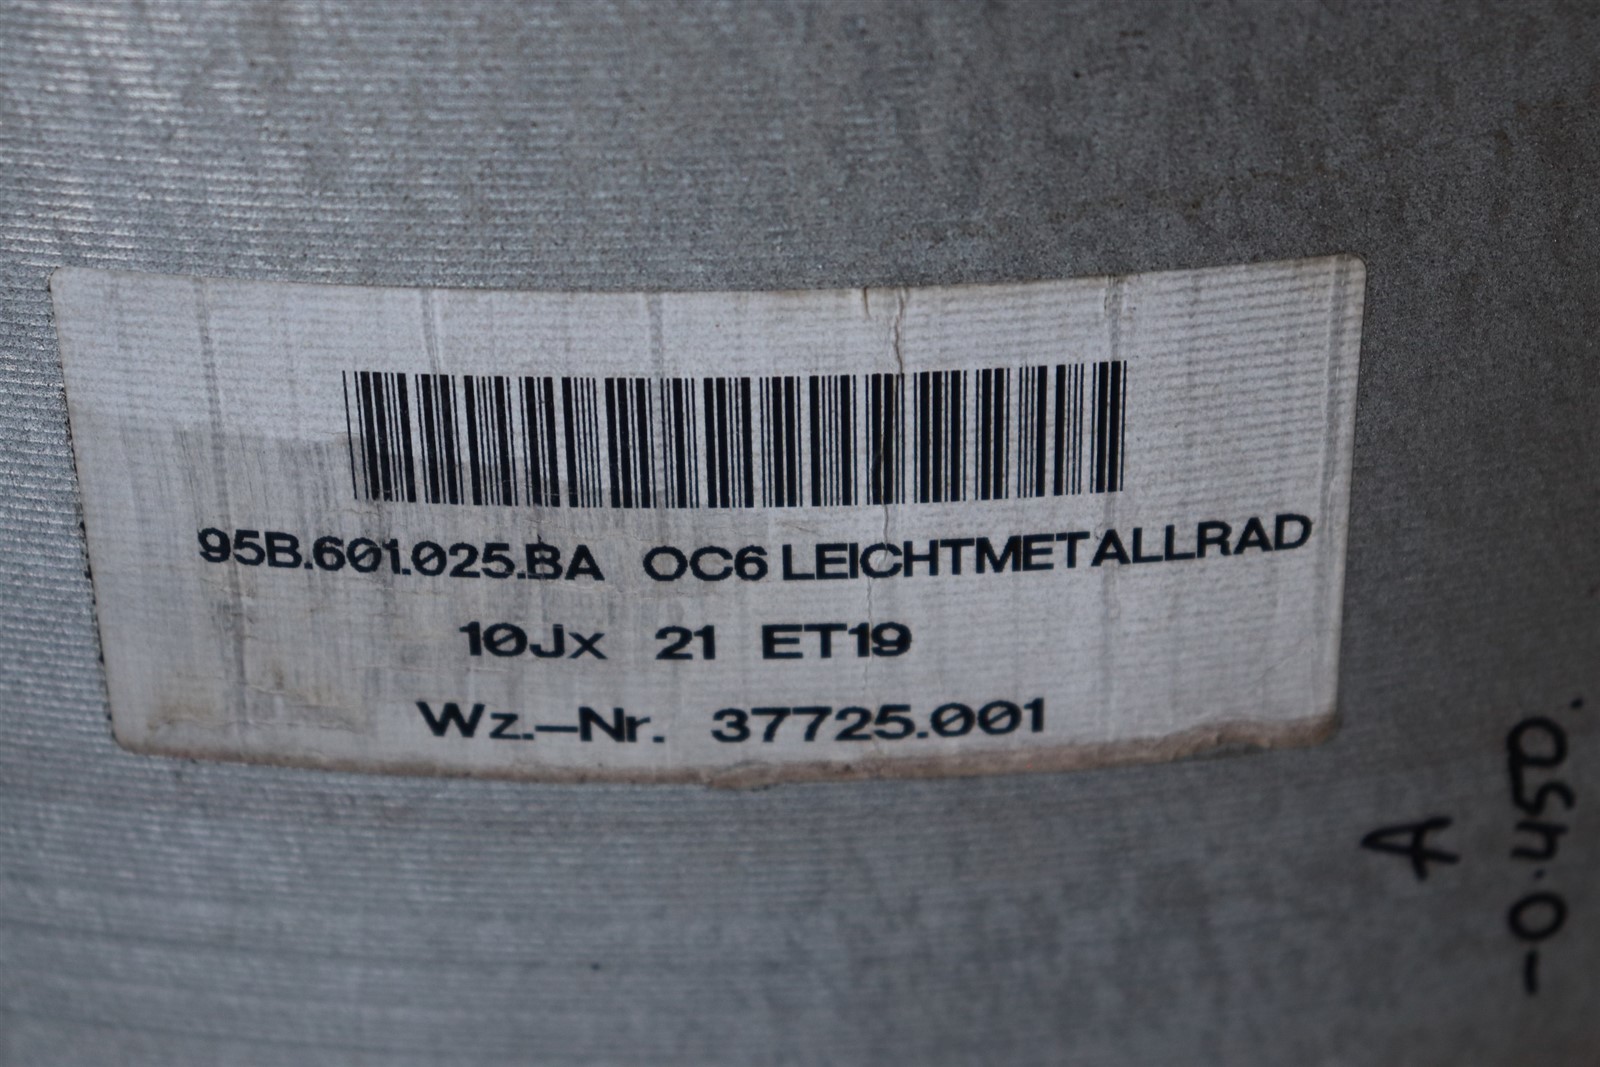 95B.601.025.BA OC6 LEICHTMETALLRAD
10Jx 21 ET19
Wz.-Nr. 37725.001
A
-0.450.